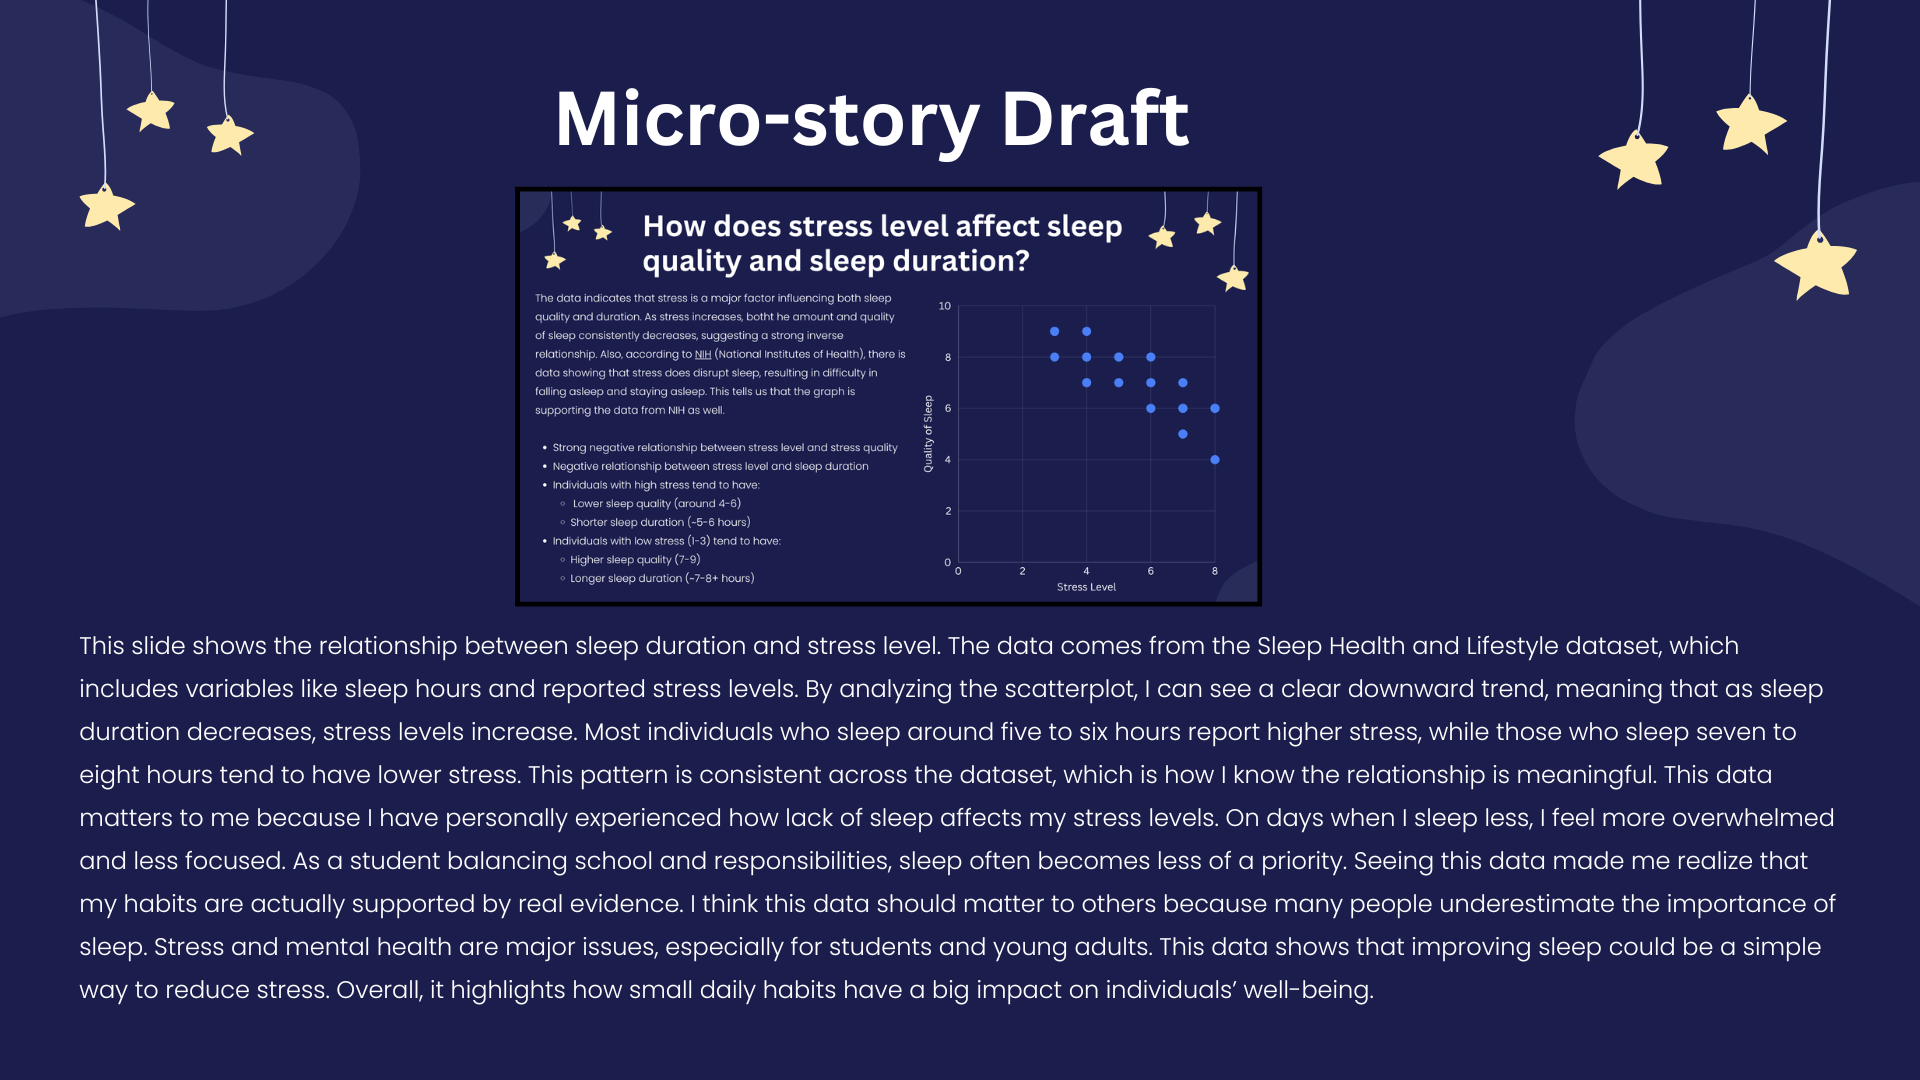 Micro-story Draft
How does stress level affect sleep
quality and sleep duration?
The data indicates that stress is a major factor influencing both sleep
quality and duration. As stress increases, botht he amount and quality
of sleep consistently decreases, suggesting a strong inverse
relationship. Also, according to NIH (National Institutes of Health), there is
data showing that stress does disrupt sleep, resulting in difficulty in
falling asleep and staying asleep. This tells us that the graph is
supporting the data from NIH as well.
• Strong negative relationship between stress level and stress quality
• Negative relationship between stress level and sleep duration
• Individuals with high stress tend to have:
◦ Lower sleep quality (around 4-6)
◦ Shorter sleep duration (~5-6 hours)
• Individuals with low stress (1-3) tend to have:
◦ Higher sleep quality (7-9)
◦ Longer sleep duration (~7-8+ hours)
Quality of Sleep
10
8
6
4
2
0
0 2 4 6 8
Stress Level
This slide shows the relationship between sleep duration and stress level. The data comes from the Sleep Health and Lifestyle dataset, which
includes variables like sleep hours and reported stress levels. By analyzing the scatterplot, I can see a clear downward trend, meaning that as sleep
duration decreases, stress levels increase. Most individuals who sleep around five to six hours report higher stress, while those who sleep seven to
eight hours tend to have lower stress. This pattern is consistent across the dataset, which is how I know the relationship is meaningful. This data
matters to me because I have personally experienced how lack of sleep affects my stress levels. On days when I sleep less, I feel more overwhelmed
and less focused. As a student balancing school and responsibilities, sleep often becomes less of a priority. Seeing this data made me realize that
my habits are actually supported by real evidence. I think this data should matter to others because many people underestimate the importance of
sleep. Stress and mental health are major issues, especially for students and young adults. This data shows that improving sleep could be a simple
way to reduce stress. Overall, it highlights how small daily habits have a big impact on individuals’ well-being.